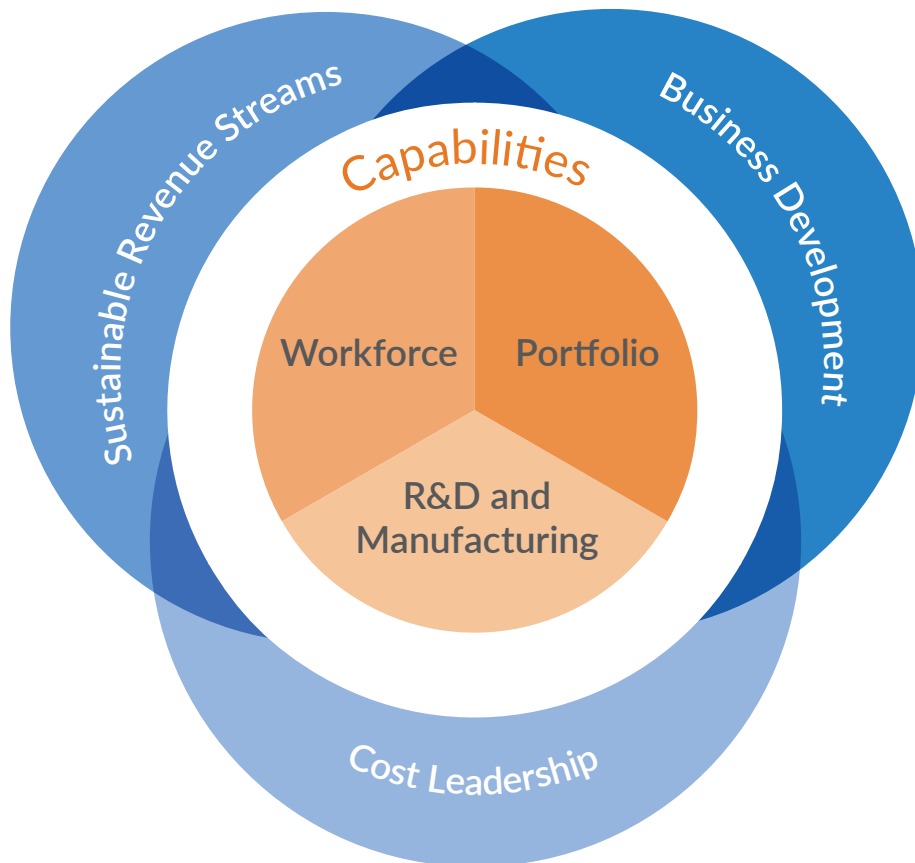 Sustainable Revenue Streams
Business Development
Capabilities
Workforce
Portfolio
R&D and
Manufacturing
Cost Leadership